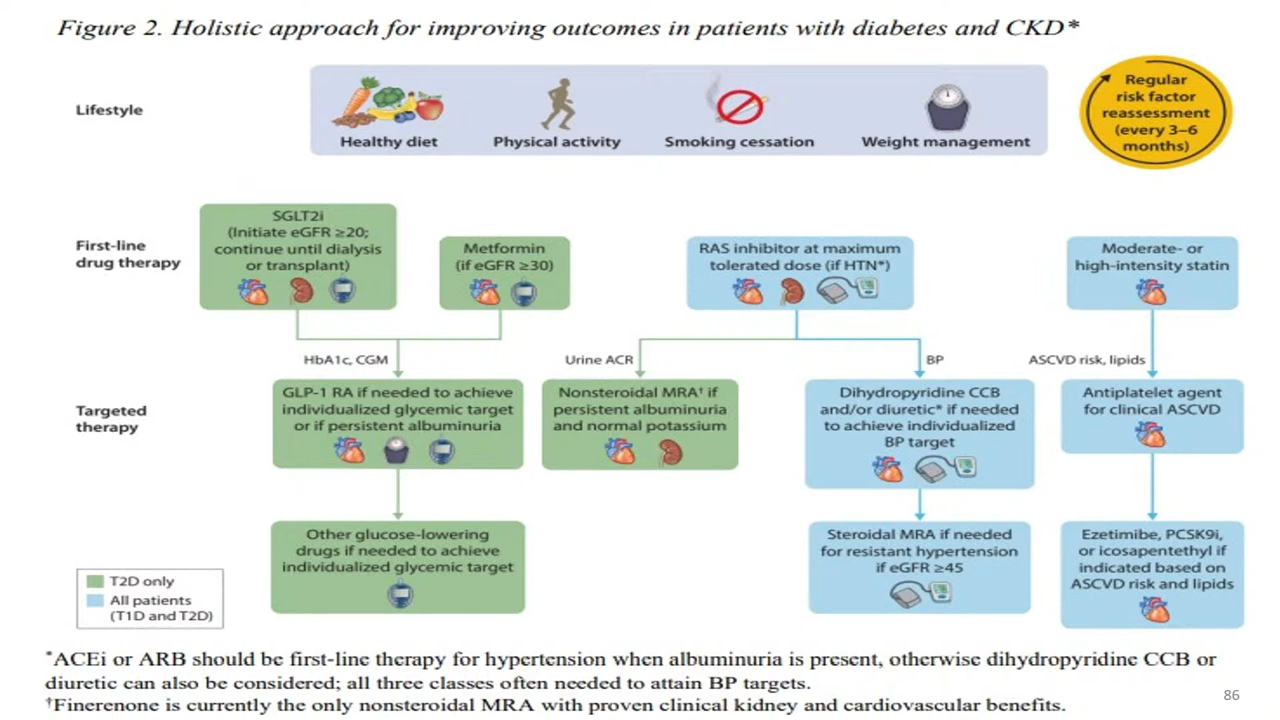 Figure 2. Holistic approach for improving outcomes in patients with diabetes and CKD*
Lifestyle
Healthy diet
Physical activity
Smoking cessation
Weight management
Regular
risk factor
reassessment
(every 3–6
months)
First-line
drug therapy
SGLT2i
(Initiate eGFR ≥20;
continue until dialysis
or transplant)
Metformin
(if eGFR ≥30)
RAS inhibitor at maximum
tolerated dose (if HTN*)
Moderate- or
high-intensity statin
HbA1c, CGM
Urine ACR
BP
ASCVD risk, lipids
Targeted
therapy
GLP-1 RA if needed to achieve
individualized glycemic target
or if persistent albuminuria
Nonsteroidal MRA† if
persistent albuminuria
and normal potassium
Dihydropyridine CCB
and/or diuretic* if needed
to achieve individualized
BP target
Antiplatelet agent
for clinical ASCVD
Other glucose-lowering
drugs if needed to achieve
individualized glycemic target
Steroidal MRA if needed
for resistant hypertension
if eGFR ≥45
Ezetimibe, PCSK9i,
or icosapentethyl if
indicated based on
ASCVD risk and lipids
T2D only
All patients
(T1D and T2D)
*ACEi or ARB should be first-line therapy for hypertension when albuminuria is present, otherwise dihydropyridine CCB or
diuretic can also be considered; all three classes often needed to attain BP targets.
†Finerenone is currently the only nonsteroidal MRA with proven clinical kidney and cardiovascular benefits.
86